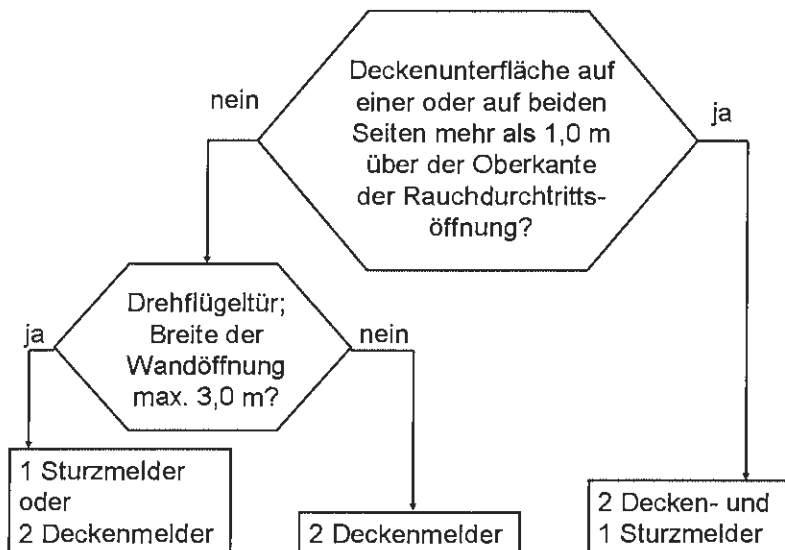 Deckenunterfläche auf
einer oder auf beiden
Seiten mehr als 1,0 m
über der Oberkante
der Rauchdurchtritts-
öffnung?
nein
ja
Drehflügeltür;
Breite der
Wandöffnung
max. 3,0 m?
ja
nein
1 Sturzmelder
oder
2 Deckenmelder
2 Deckenmelder
2 Decken- und
1 Sturzmelder